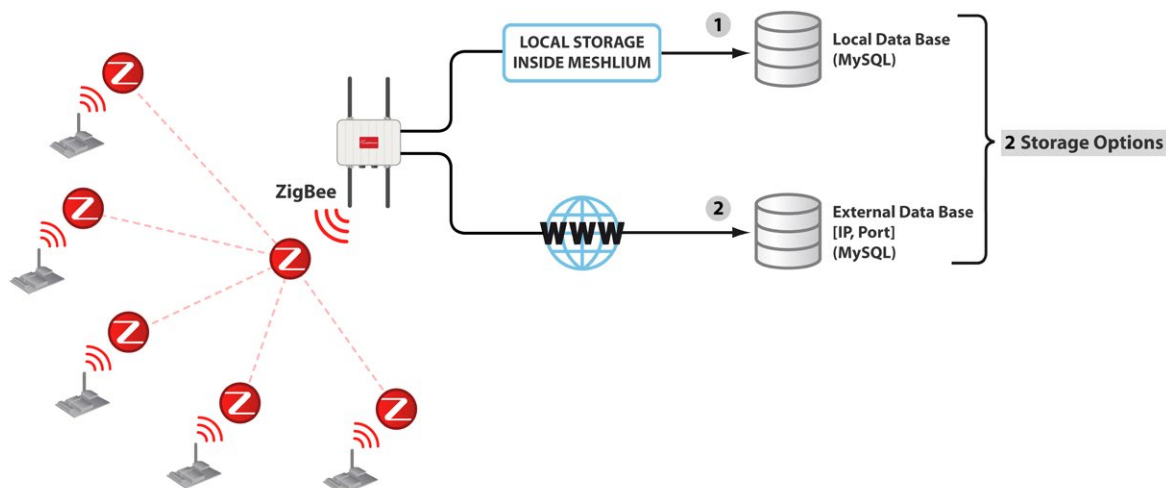 1
LOCAL STORAGE
INSIDE MESHLIUM
Local Data Base
(MySQL)
2 Storage Options
ZigBee
WWW
2
External Data Base
[IP, Port]
(MySQL)
Z
Z
Z
Z
Z
Z